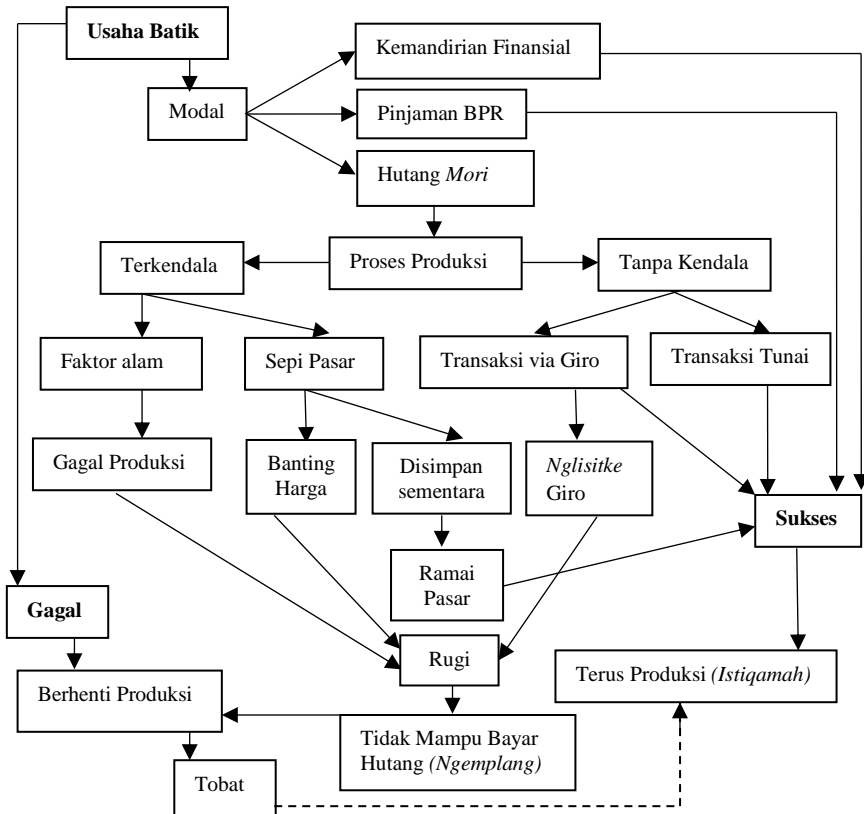 Usaha Batik
Kemandirian Finansial
Modal
Pinjaman BPR
Hutang Mori
Terkendala
Proses Produksi
Tanpa Kendala
Faktor alam
Sepi Pasar
Transaksi via Giro
Transaksi Tunai
Gagal Produksi
Banting
Harga
Disimpan
sementara
Nglisitke
Giro
Sukses
Ramai
Pasar
Gagal
Rugi
Terus Produksi (Istiqamah)
Berhenti Produksi
Tidak Mampu Bayar
Hutang (Ngemplang)
Tobat